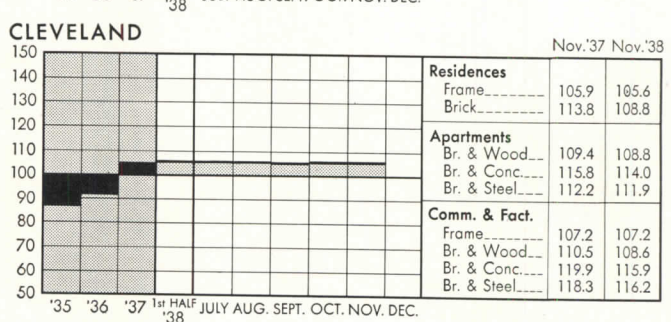 '38
CLEVELAND
Nov.'37 Nov.'38
150
140
130
120
110
100
90
80
70
60
50
'35 '36 '37 1st HALF '38 JULY AUG. SEPT. OCT. NOV. DEC.
Residences
Frame 105.9 105.6
Brick 113.8 108.8
Apartments
Br. & Wood 109.4 108.8
Br. & Conc. 115.8 114.0
Br. & Steel 112.2 111.9
Comm. & Fact.
Frame 107.2 107.2
Br. & Wood 110.5 108.6
Br. & Conc. 119.9 115.9
Br. & Steel 118.3 116.2